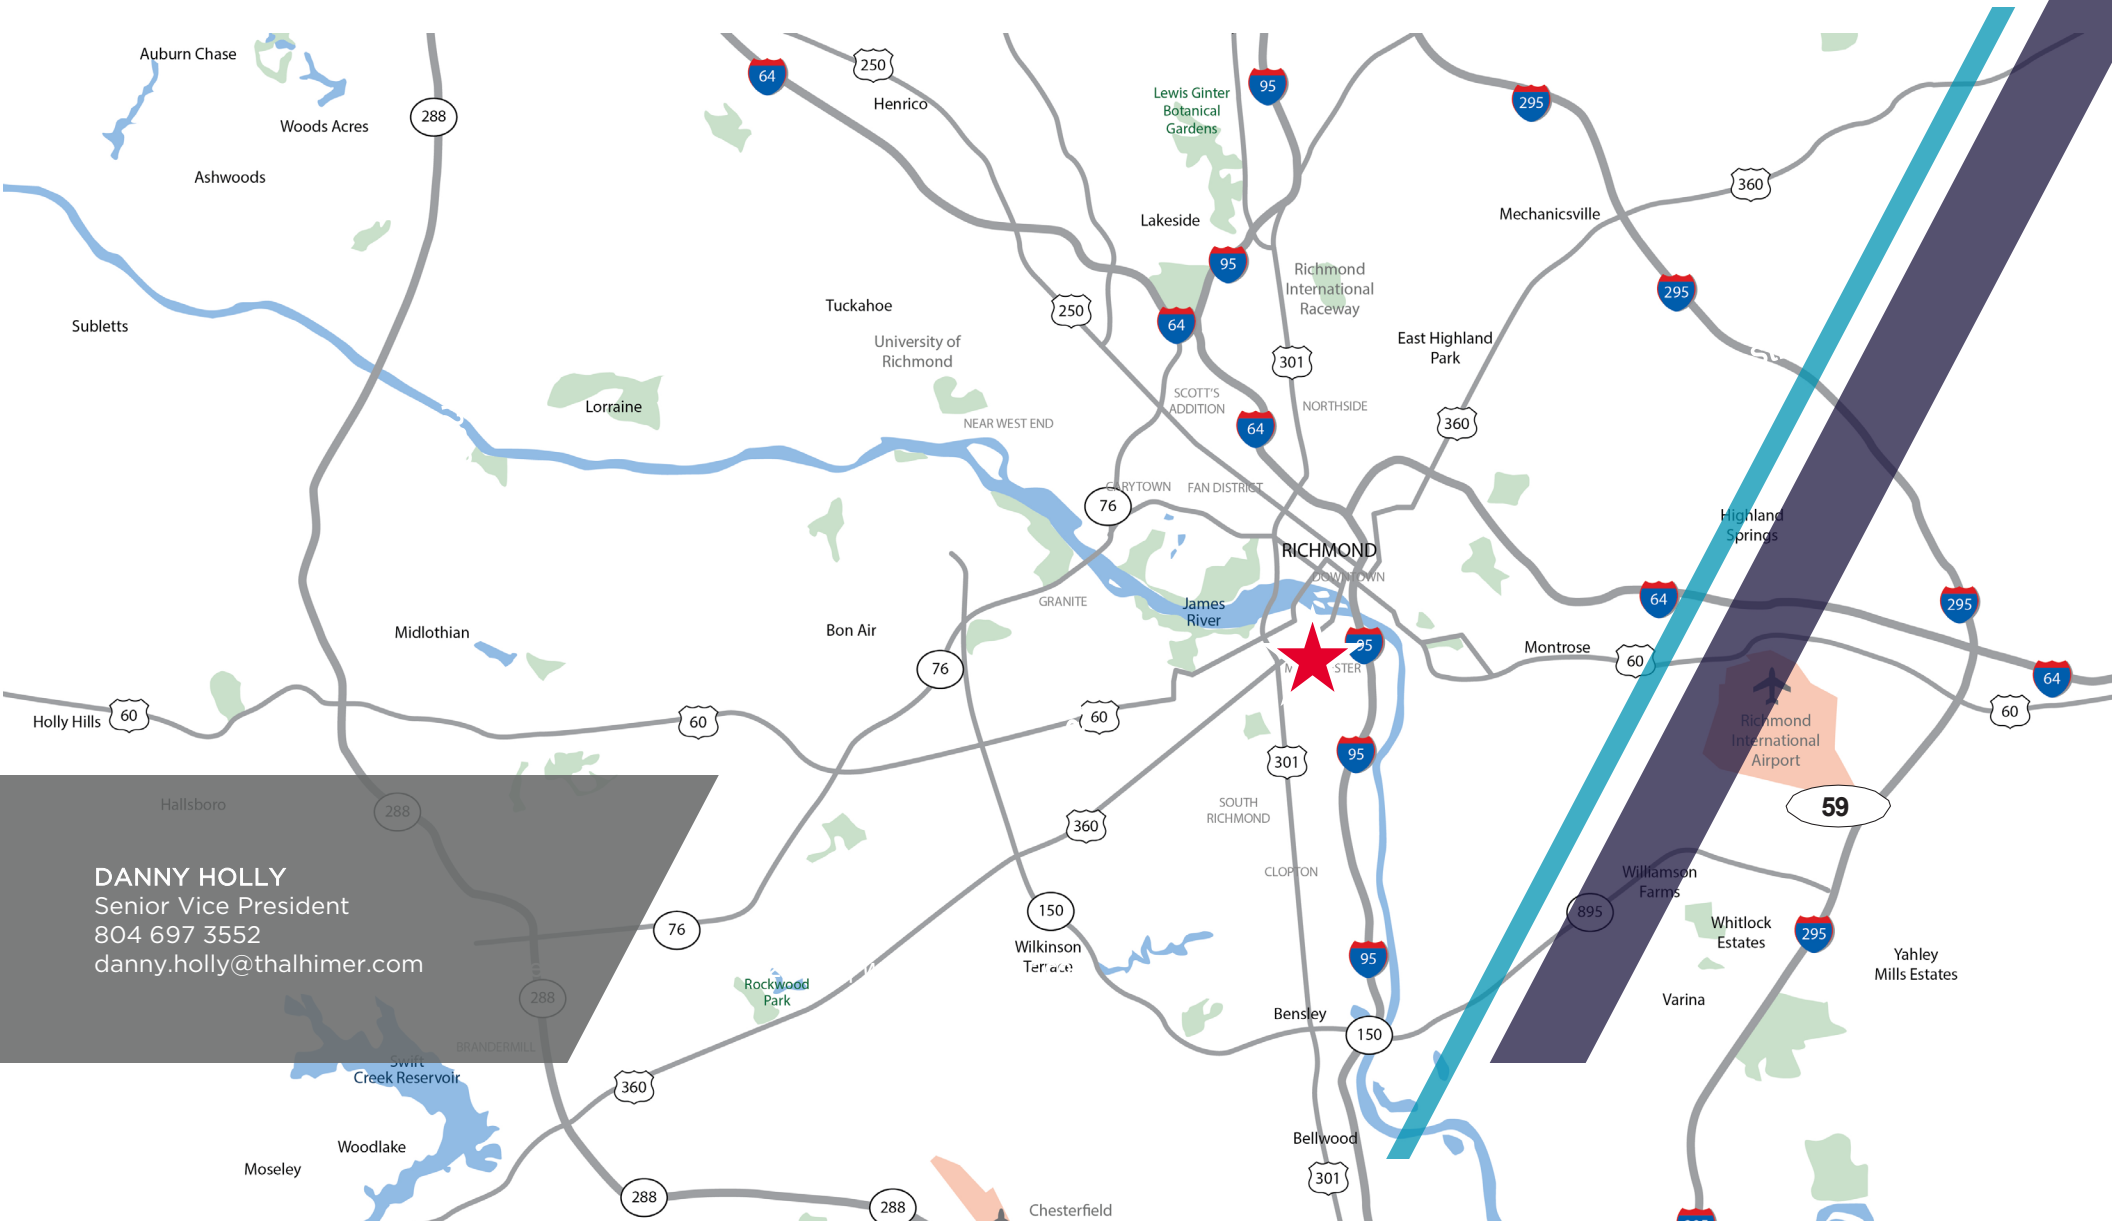 Auburn Chase
64
250
95
295
Henrico
Lewis Ginter
Botanical
Gardens
288
Woods Acres
Ashwoods
360
Mechanicsville
Lakeside
95
Richmond
International
Raceway
295
Subletts
Tuckahoe
250
64
University of
Richmond
301
East Highland
Park
SCOTT'S
ADDITION
NORTHSIDE
Lorraine
NEAR WEST END
64
360
CARYTOWN
FAN DISTRICT
76
Highland
Springs
RICHMOND
DOWNTOWN
GRANITE
James
River
64
295
Midlothian
Bon Air
95
Montrose
60
76
STER
64
Holly Hills
60
60
60
60
Richmond
International
Airport
301
95
Hallsboro
288
59
SOUTH
RICHMOND
360
CLOPTON
Williamson
Farms
DANNY HOLLY
Senior Vice President
804 697 3552
danny.holly@thalhimer.com
76
150
895
Whitlock
Estates
295
Wilkinson
Terrace
95
Yahley
Mills Estates
Rockwood
Park
288
Varina
Bensley
150
BRANDERMILL
Swift
Creek Reservoir
360
Woodlake
Bellwood
Moseley
301
288
288
Chesterfield